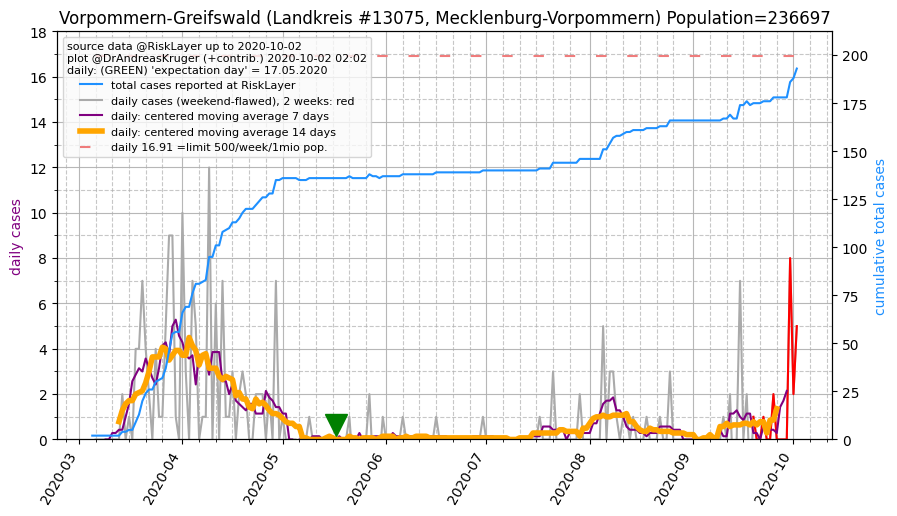 Vorpommern-Greifswald (Landkreis #13075, Mecklenburg-Vorpommern) Population=236697
source data @RiskLayer up to 2020-10-02
plot @DrAndreasKruger (+contrib.) 2020-10-02 02:02
daily: (GREEN) 'expectation day' = 17.05.2020
total cases reported at RiskLayer
daily cases (weekend-flawed), 2 weeks: red
daily: centered moving average 7 days
daily: centered moving average 14 days
daily 16.91 =limit 500/week/1mio pop.
daily cases
18
16
14
12
10
8
6
4
2
0
200
175
150
125
100
75
50
25
0
cumulative total cases
2020-03
2020-04
2020-05
2020-06
2020-07
2020-08
2020-09
2020-10